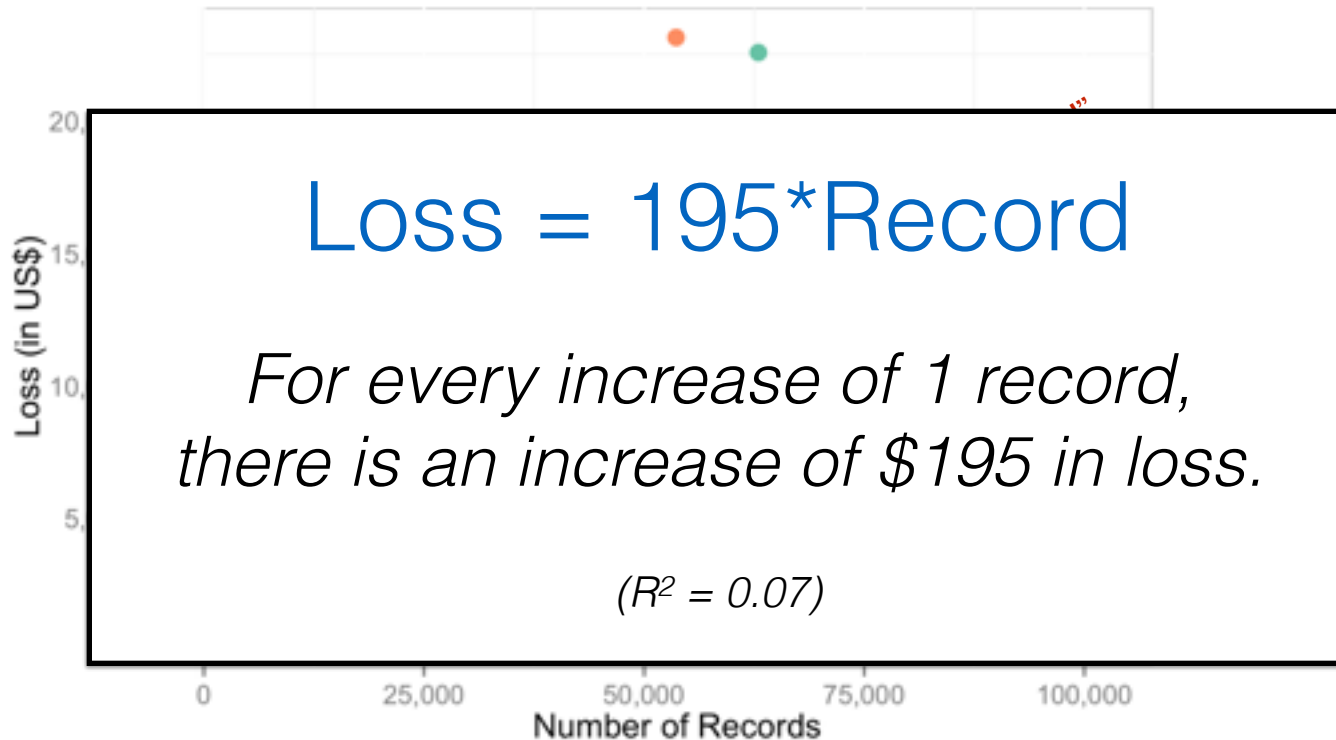 20,
15,
10,
5,
Loss (in US$)
”
Loss = 195*Record
For every increase of 1 record,
there is an increase of $195 in loss.
(R² = 0.07)
0 25,000 50,000 75,000 100,000
Number of Records